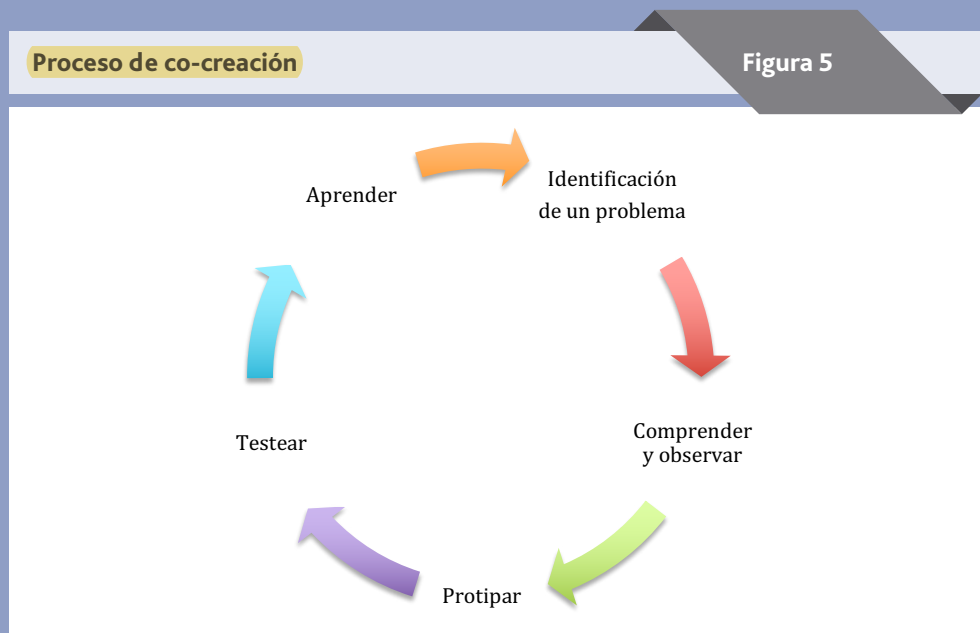 Proceso de co-creación
Figura 5
Identificación
de un problema
Comprender
y observar
Protipar
Testear
Aprender